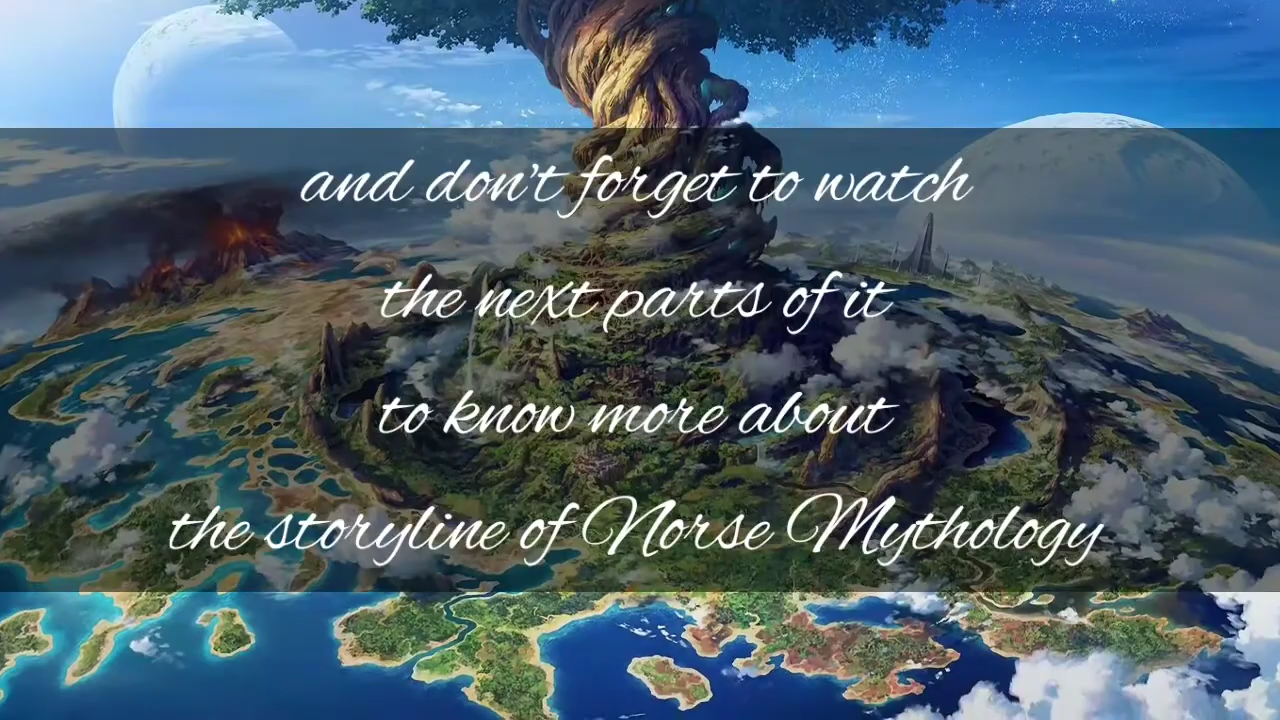 and don't forget to watch
the next parts of it
to know more about
the storyline of Norse Mythology